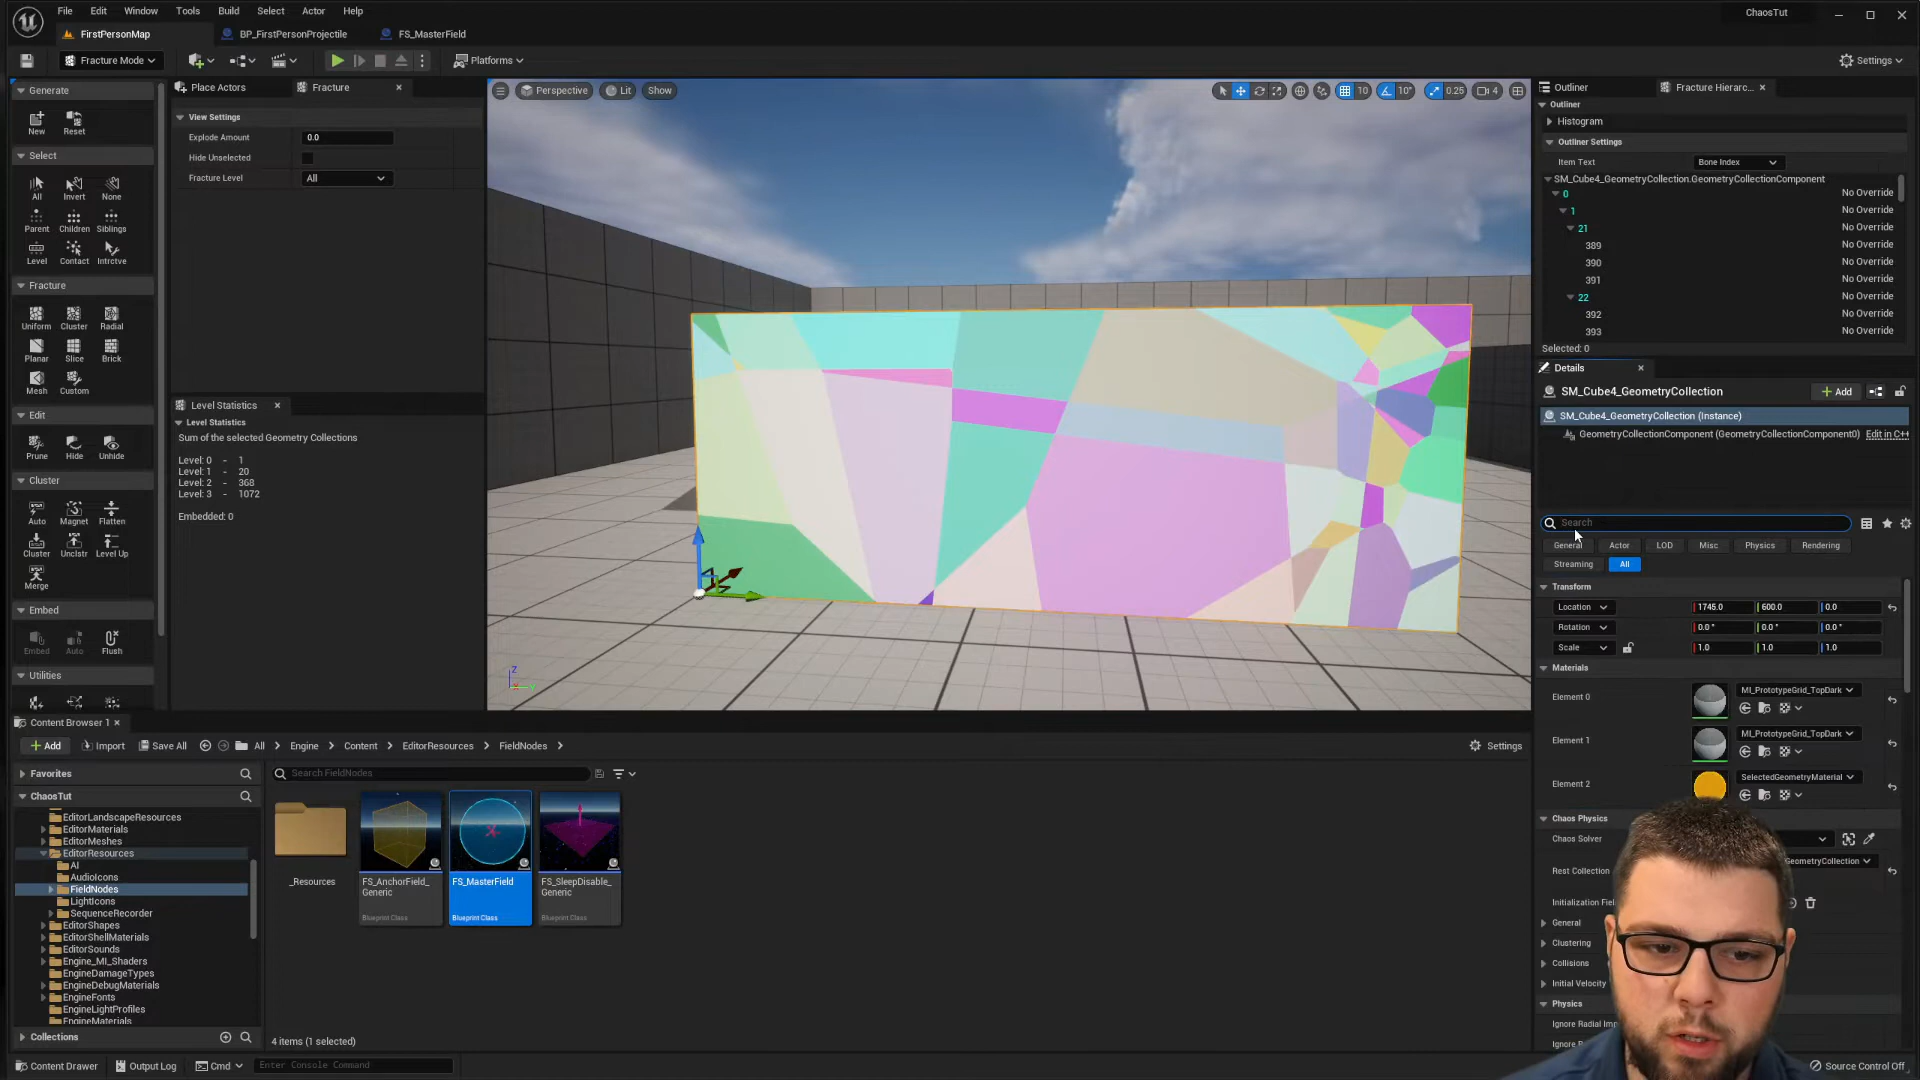 File Edit Window Tools Build Select Actor Help
ChaosTut
FirstPersonMap BP_FirstPersonProjectile FS_MasterField
Fracture Mode Platforms Settings
Generate
New Reset
Select
All Invert None
Parent Children Siblings
Level Contact Intrctve
Fracture
Uniform Cluster Radial
Planar Slice Brick
Mesh Custom
Edit
Prune Hide Unhide
Cluster
Auto Magnet Flatten
Cluster Unclstr Level Up
Merge
Embed
Embed Auto Flush
Utilities
Place Actors Fracture
View Settings
Explode Amount 0.0
Hide Unselected
Fracture Level All
Level Statistics
Level Statistics
Sum of the selected Geometry Collections
Level: 0 - 1
Level: 1 - 20
Level: 2 - 368
Level: 3 - 1072
Embedded: 0
Perspective Lit Show
10 10° 0.25 4
Z
Outliner Fracture Hierarc...
Outliner
Histogram
Outliner Settings
Item Text Bone Index
SM_Cube4_GeometryCollection.GeometryCollectionComponent
0 No Override
1 No Override
21 No Override
389 No Override
390 No Override
391 No Override
22 No Override
392 No Override
393 No Override
Selected: 0
Details
SM_Cube4_GeometryCollection Add
SM_Cube4_GeometryCollection (Instance)
GeometryCollectionComponent (GeometryCollectionComponent0) Edit in C++
Search
General Actor LOD Misc Physics Rendering
Streaming All
Transform
Location 1745.0 600.0 0.0
Rotation 0.0° 0.0° 0.0°
Scale 1.0 1.0 1.0
Materials
Element 0 MI_PrototypeGrid_TopDark
Element 1 MI_PrototypeGrid_TopDark
Element 2 SelectedGeometryMaterial
Chaos Physics
Chaos Solver
Rest Collection GeometryCollection
Initialization Fiel
General
Clustering
Collisions
Initial Velocity
Physics
Ignore Radial Im
Content Browser 1
Add Import Save All All Engine Content EditorResources FieldNodes Settings
Favorites
ChaosTut
EditorLandscapeResources
EditorMaterials
EditorMeshes
EditorResources
AI
AudioIcons
FieldNodes
LightIcons
SequenceRecorder
EditorShapes
EditorShellMaterials
EditorSounds
Engine_MI_Shaders
EngineDamageTypes
EngineDebugMaterials
EngineFonts
EngineLightProfiles
EngineMaterials
Collections
Search FieldNodes
_Resources
FS_AnchorField_
Generic
Blueprint Class
FS_MasterField
Blueprint Class
FS_SleepDisable_
Generic
Blueprint Class
4 items (1 selected)
Content Drawer Output Log Cmd Enter Console Command Source Control Off